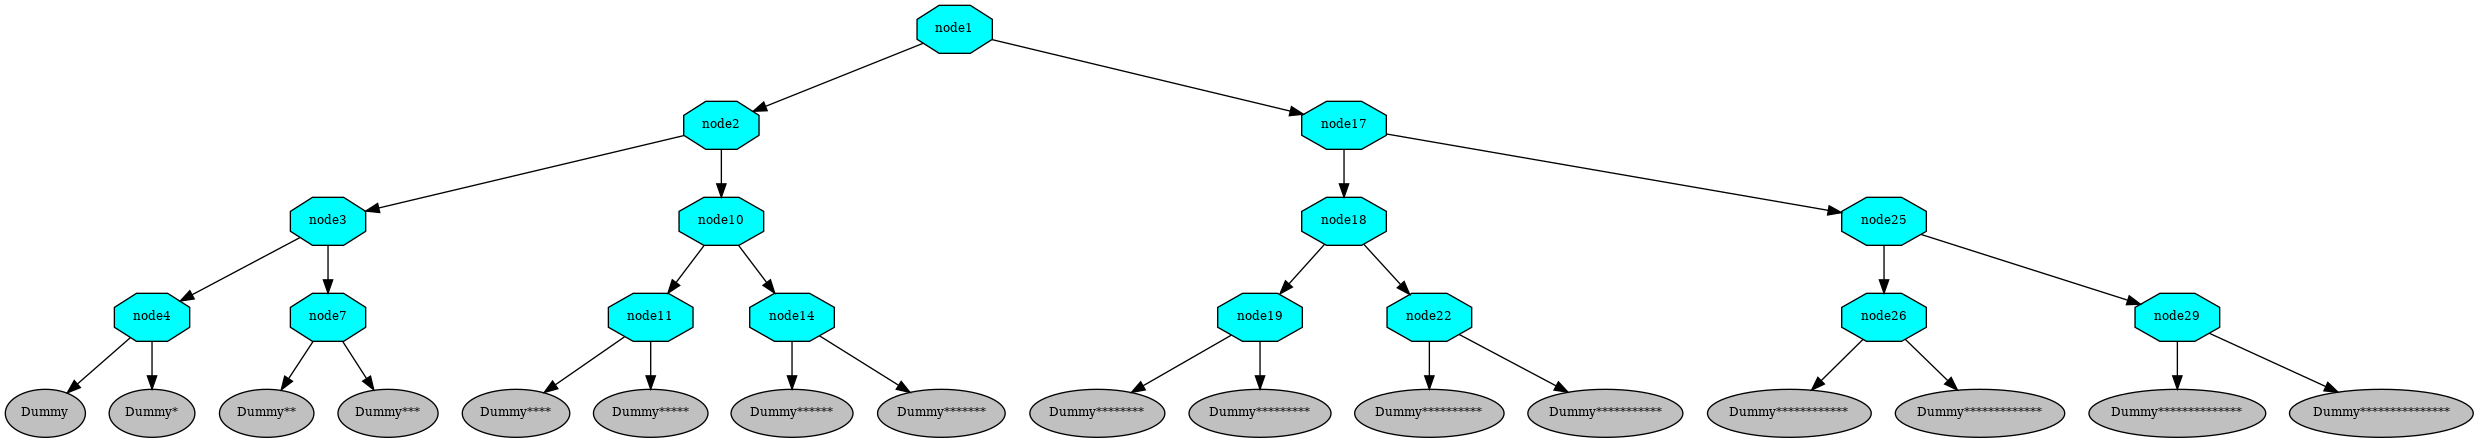 node1
node2
node17
node3
node10
node18
node25
node4
node7
node11
node14
node19
node22
node26
node29
Dummy
Dummy*
Dummy**
Dummy***
Dummy****
Dummy*****
Dummy******
Dummy*******
Dummy********
Dummy*********
Dummy**********
Dummy***********
Dummy************
Dummy*************
Dummy**************
Dummy***************